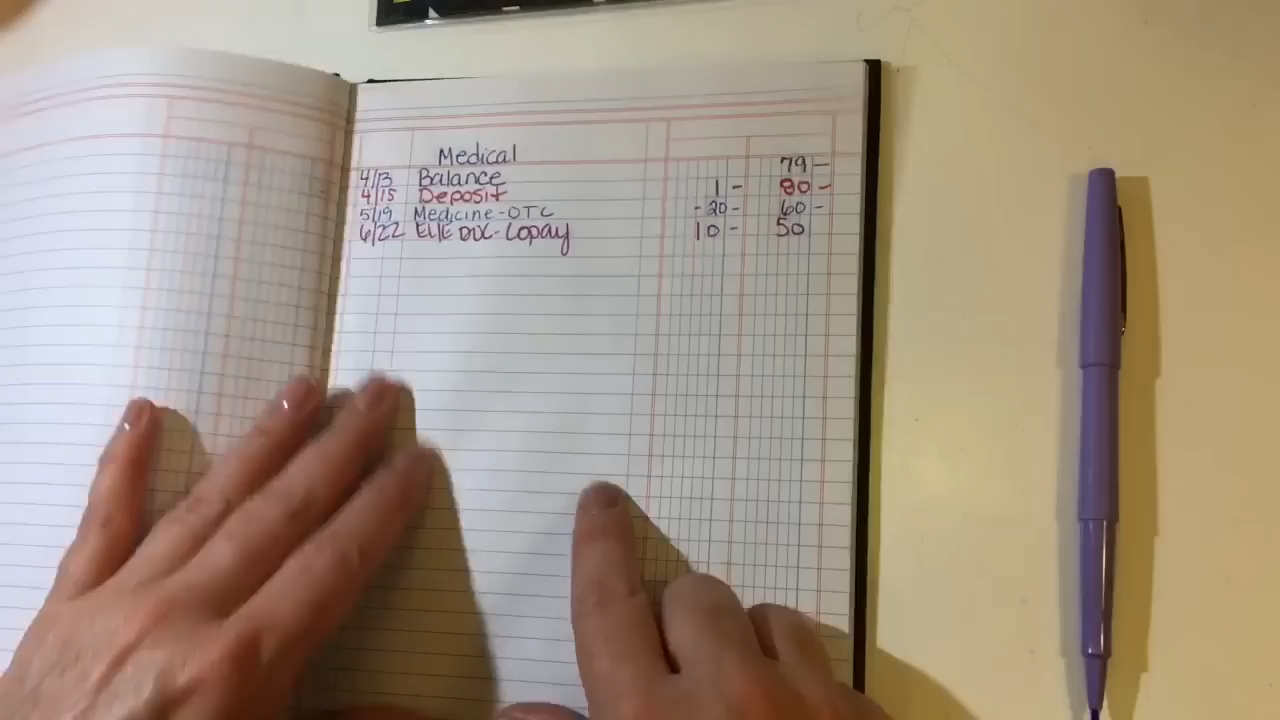 Medical
79 —
4/13 Balance
4/15 Deposit 1 - 80 -
5/19 Medicine - OTC - 20 - 60 -
6/22 DOC - Copay 10 - 50